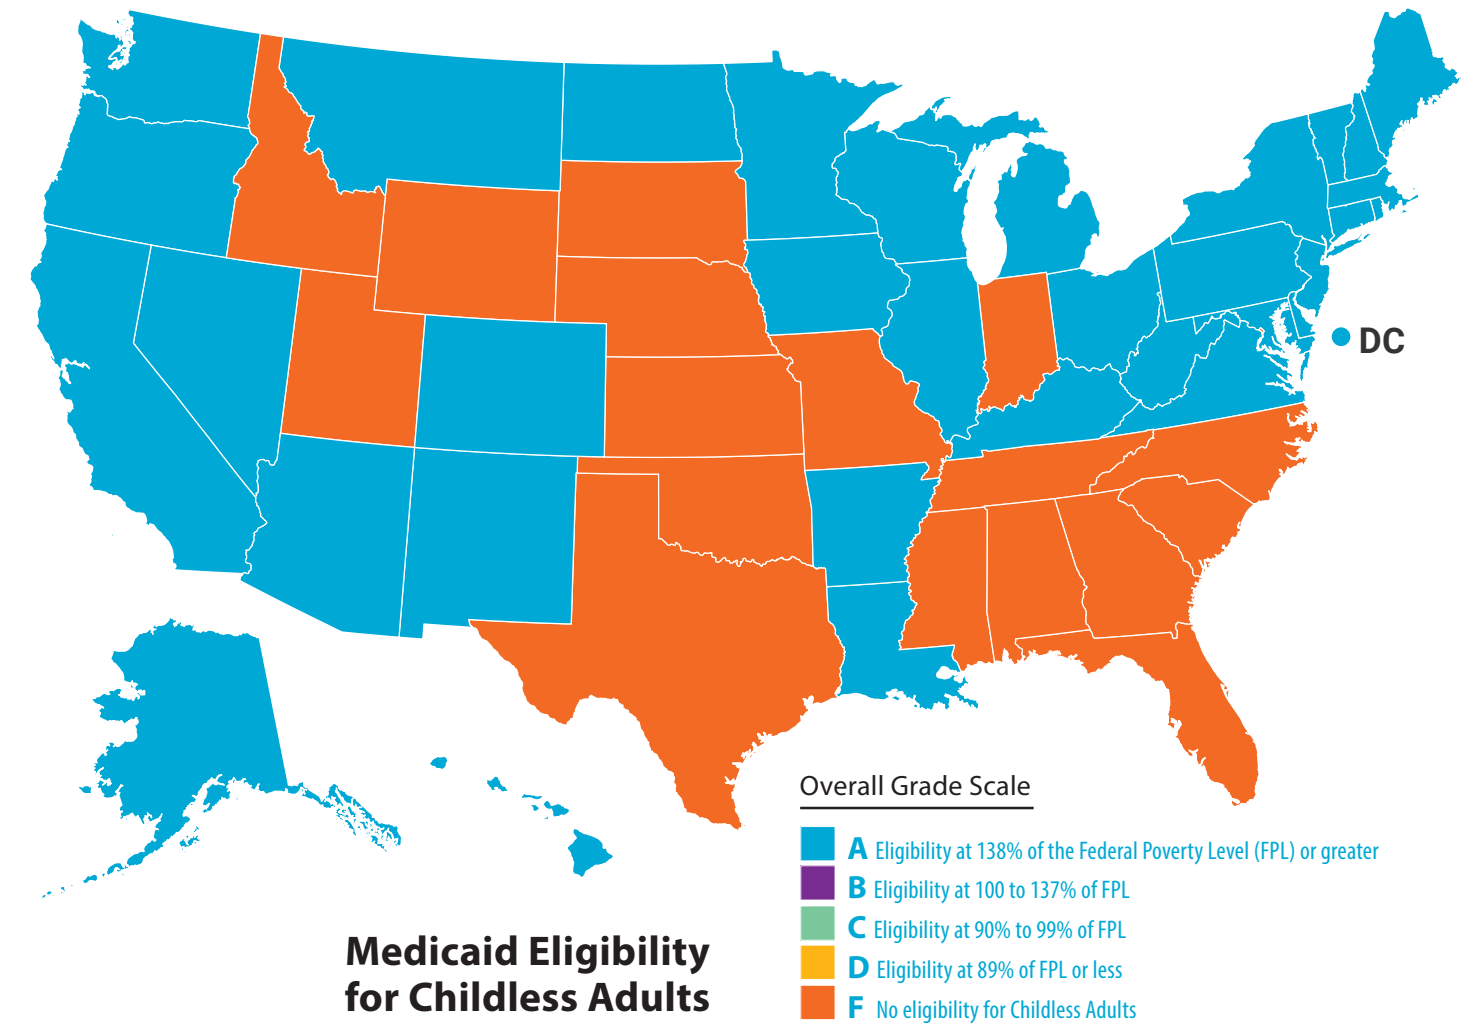 DC
Overall Grade Scale
A Eligibility at 138% of the Federal Poverty Level (FPL) or greater
B Eligibility at 100 to 137% of FPL
C Eligibility at 90% to 99% of FPL
D Eligibility at 89% of FPL or less
F No eligibility for Childless Adults
Medicaid Eligibility
for Childless Adults